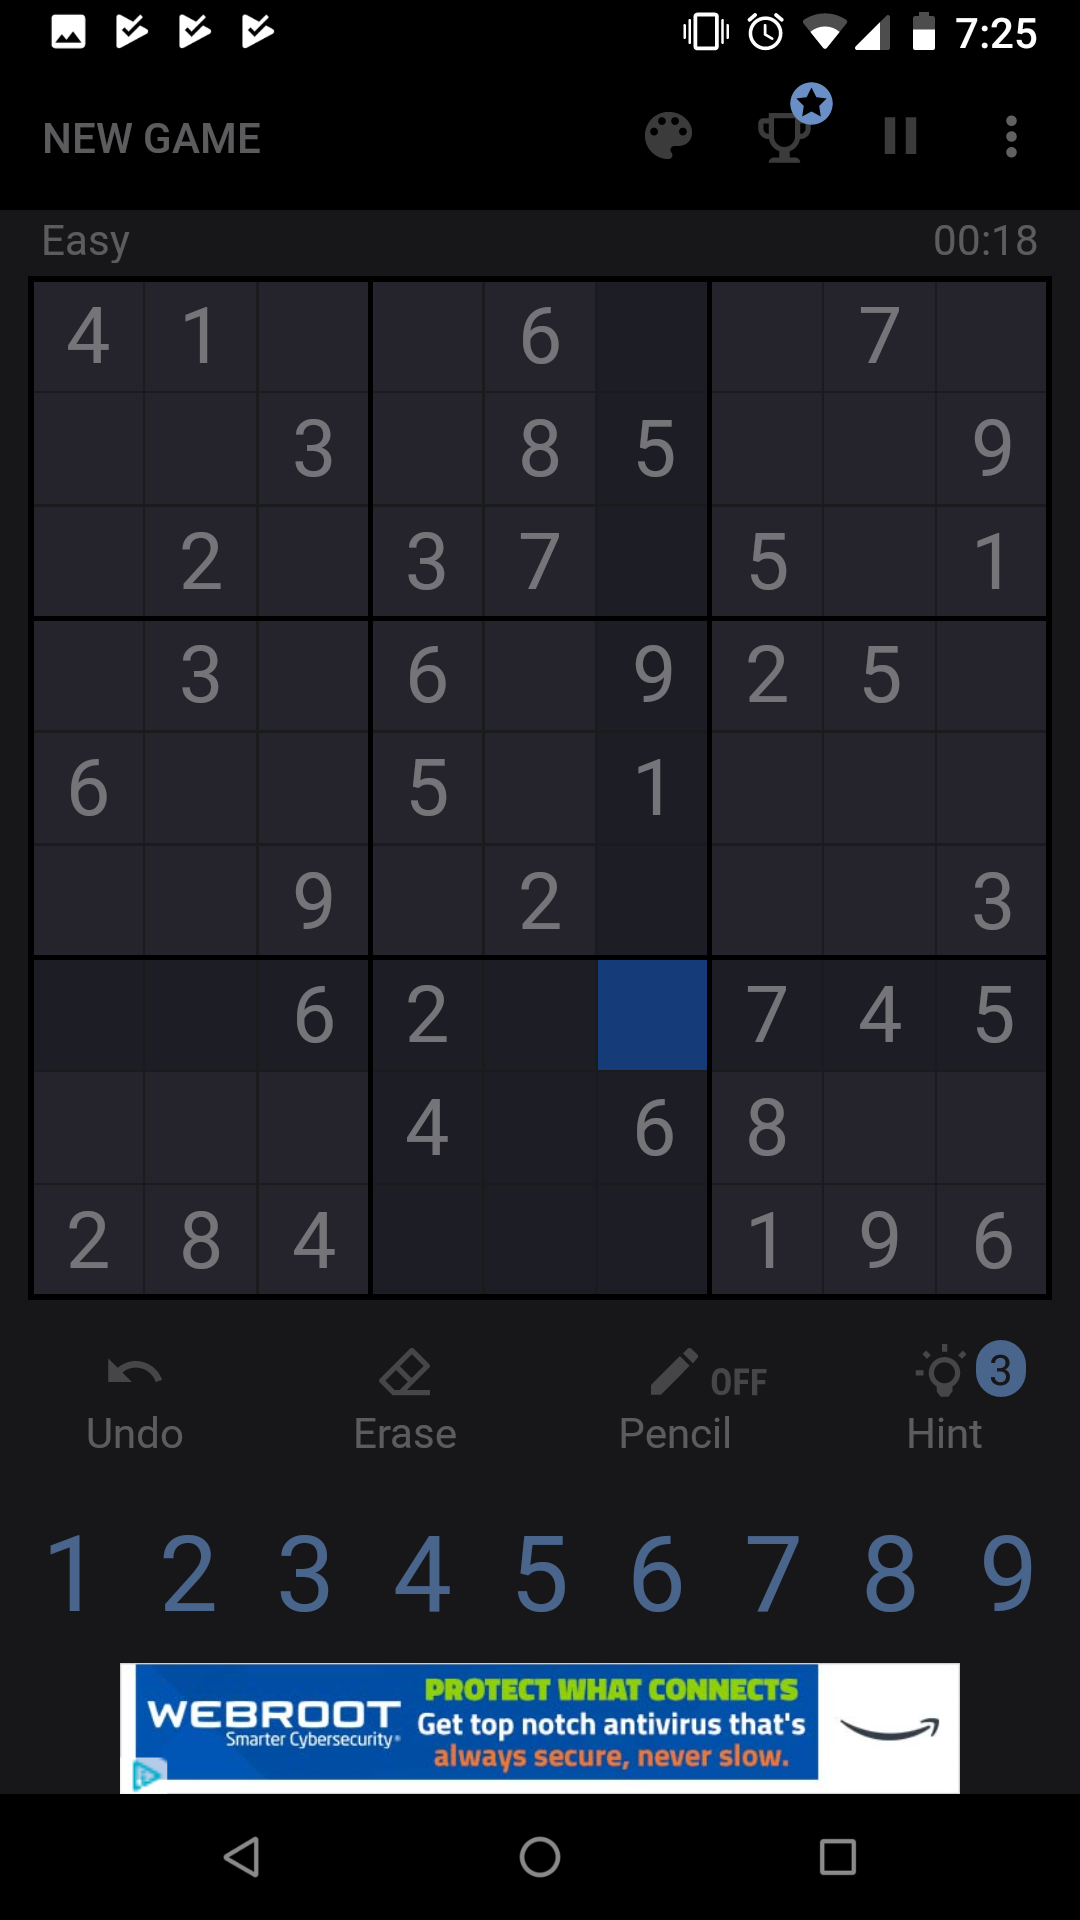 7:25
NEW GAME
Easy 00:18
4 1 6 7
3 8 5 9
2 3 7 5 1
3 6 9 2 5
6 5 1
9 2 3
6 2 7 4 5
4 6 8
2 8 4 1 9 6
OFF 3
Undo Erase Pencil Hint
1 2 3 4 5 6 7 8 9
PROTECT WHAT CONNECTS
WEBROOT Get top notch antivirus that's
Smarter Cybersecurity® always secure, never slow.